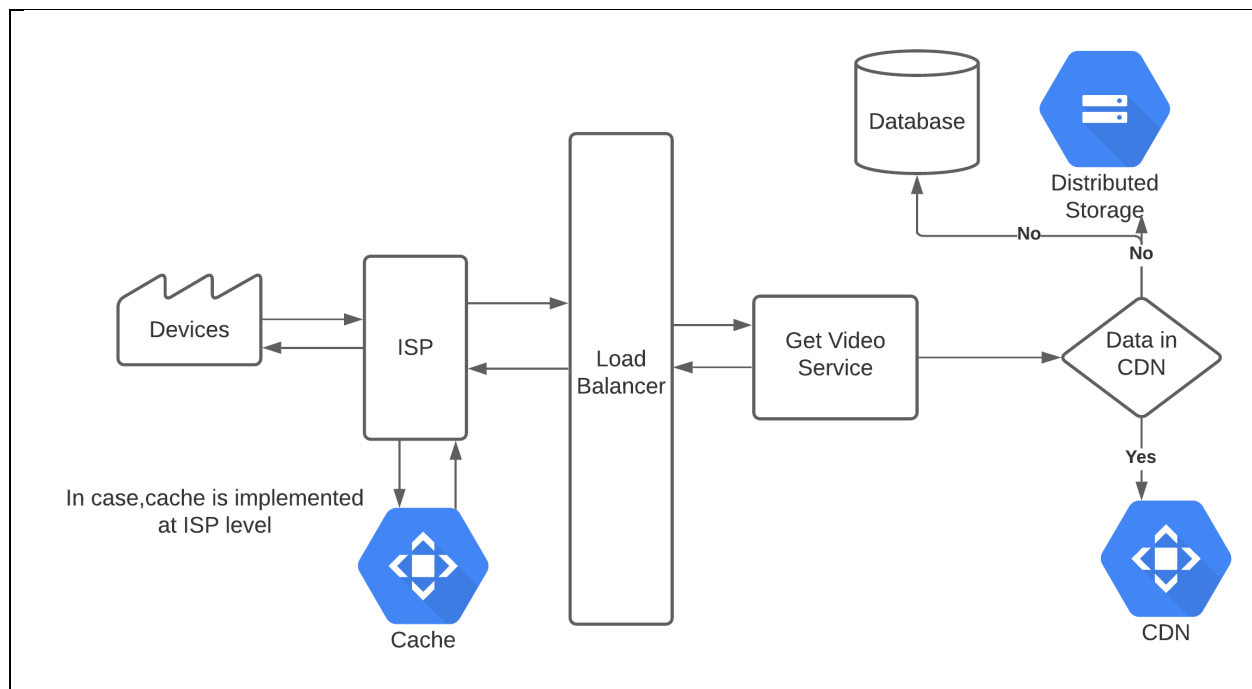 Database
Distributed
Storage
No
No
Devices
ISP
Load
Balancer
Get Video
Service
Data in
CDN
Yes
In case,cache is implemented
at ISP level
Cache
CDN